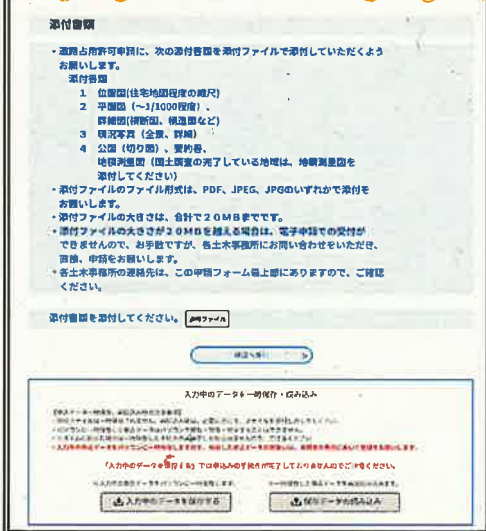 添付書類
・道路占用許可申請に、次の添付書類を添付ファイルで添付していただくよう
お願いします。
添付書類
1 位置図(住宅地図程度の縮尺)
2 平面図(~1/1000程度)、
詳細図(横断図、構造図など)
3 現況写真(全景、詳細)
4 公図(切り図)、要約書、
地積測量図(国土調査の完了している地域は、地積測量図を
添付してください)
・添付ファイルのファイル形式は、PDF、JPEG、JPGのいずれかで添付を
お願いします。
・添付ファイルの大きさは、合計で20MBまでです。
・添付ファイルの大きさが20MBを越える場合は、電子申請での受付が
できませんので、お手数ですが、各土木事務所にお問い合わせをいただき、
直接、申請をお願いします。
・各土木事務所の連絡先は、この申請フォーム最上部にありますので、ご確認
ください。
添付書類を添付してください。
確認へ進む
入力中のデータを一時保存・読み込み
「入力中のデータを保存する」では申込みの手続きが完了しておりませんのでご注意ください。
入力中のデータを保存する
保存データの読み込み